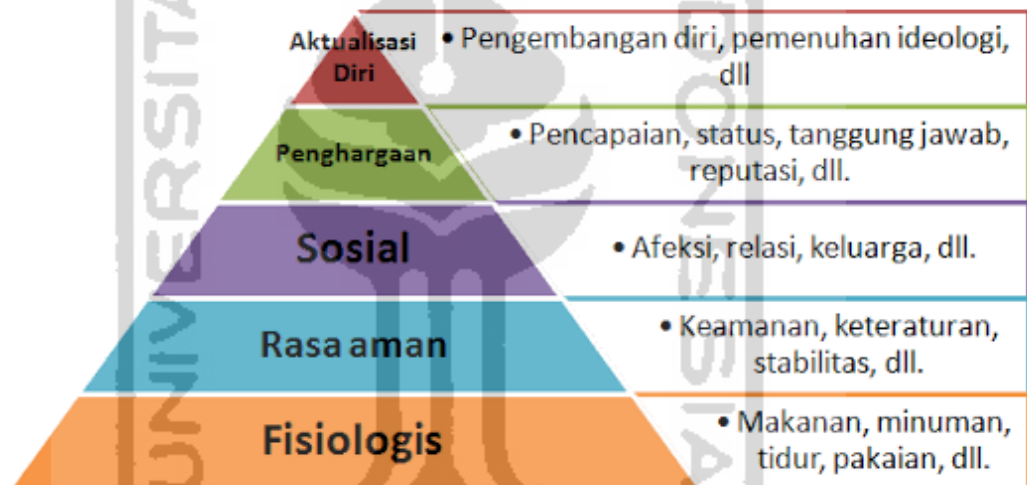 Aktualisasi
Diri
• Pengembangan diri, pemenuhan ideologi,
dll
Penghargaan
• Pencapaian, status, tanggung jawab,
reputasi, dll.
Sosial
• Afeksi, relasi, keluarga, dll.
Rasa aman
• Keamanan, keteraturan,
stabilitas, dll.
Fisiologis
• Makanan, minuman,
tidur, pakaian, dll.